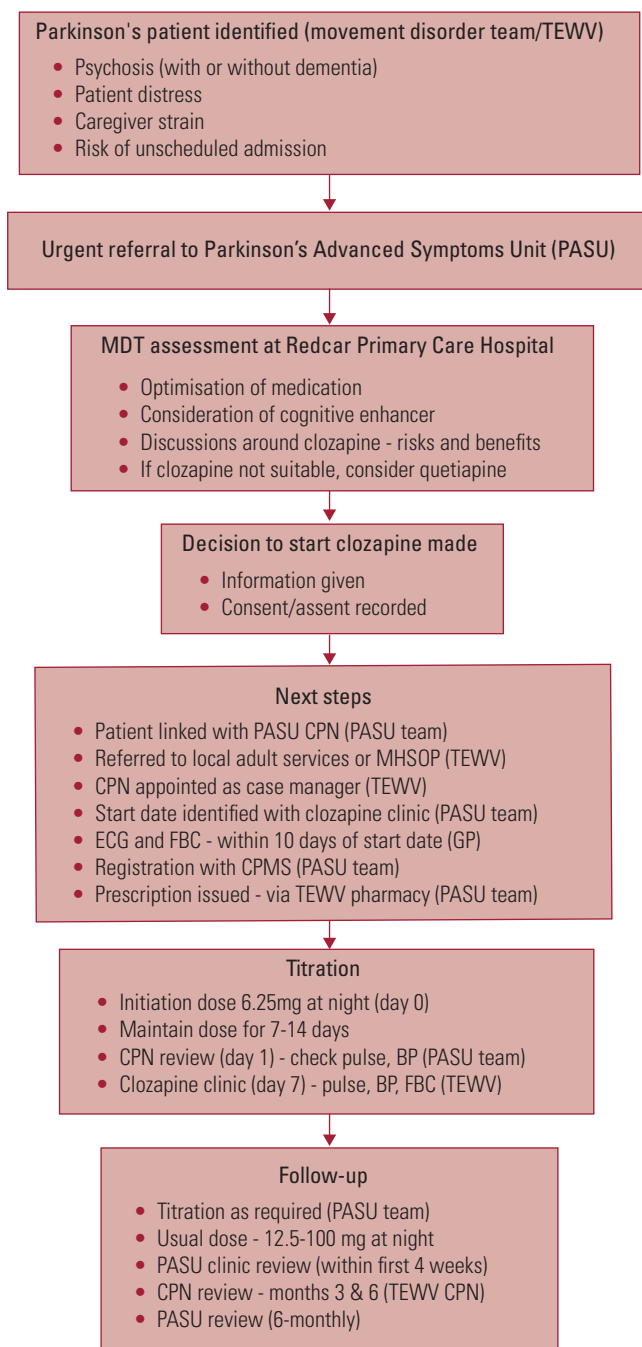 Parkinson's patient identified (movement disorder team/TEWV)
• Psychosis (with or without dementia)
• Patient distress
• Caregiver strain
• Risk of unscheduled admission
Urgent referral to Parkinson's Advanced Symptoms Unit (PASU)
MDT assessment at Redcar Primary Care Hospital
• Optimisation of medication
• Consideration of cognitive enhancer
• Discussions around clozapine - risks and benefits
• If clozapine not suitable, consider quetiapine
Decision to start clozapine made
• Information given
• Consent/assent recorded
Next steps
• Patient linked with PASU CPN (PASU team)
• Referred to local adult services or MHSOP (TEWV)
• CPN appointed as case manager (TEWV)
• Start date identified with clozapine clinic (PASU team)
• ECG and FBC - within 10 days of start date (GP)
• Registration with CPMS (PASU team)
• Prescription issued - via TEWV pharmacy (PASU team)
Titration
• Initiation dose 6.25mg at night (day 0)
• Maintain dose for 7-14 days
• CPN review (day 1) - check pulse, BP (PASU team)
• Clozapine clinic (day 7) - pulse, BP, FBC (TEWV)
Follow-up
• Titration as required (PASU team)
• Usual dose - 12.5-100 mg at night
• PASU clinic review (within first 4 weeks)
• CPN review - months 3 & 6 (TEWV CPN)
• PASU review (6-monthly)